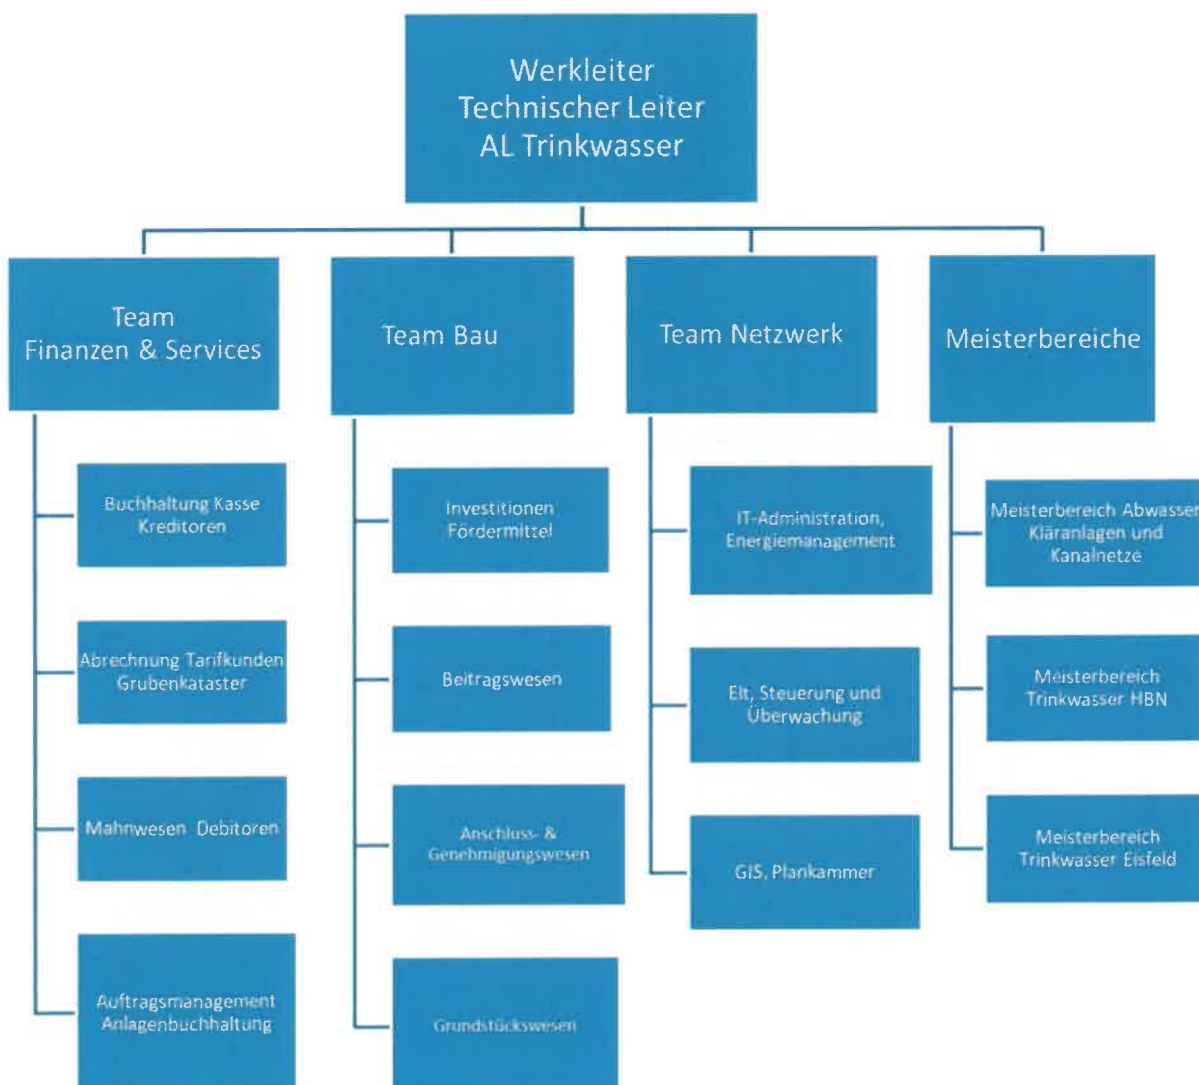 Werkleiter
Technischer Leiter
AL Trinkwasser
Team
Finanzen & Services
Buchhaltung Kasse
Kreditoren
Abrechnung Tarifkunden
Grubenkataster
Mahnwesen Debitoren
Auftragsmanagement
Anlagenbuchhaltung
Team Bau
Investitionen
Fördermittel
Beitragswesen
Anschluss- &
Genehmigungswesen
Grundstückswesen
Team Netzwerk
IT-Administration,
Energiemanagement
Elt, Steuerung und
Überwachung
GIS, Plankammer
Meisterbereiche
Meisterbereich Abwasser
Kläranlagen und
Kanalnetze
Meisterbereich
Trinkwasser HBN
Meisterbereich
Trinkwasser Eisfeld